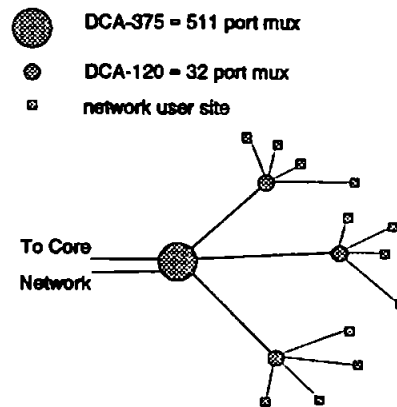 DCA-375 = 511 port mux
DCA-120 = 32 port mux
network user site
To Core
Network